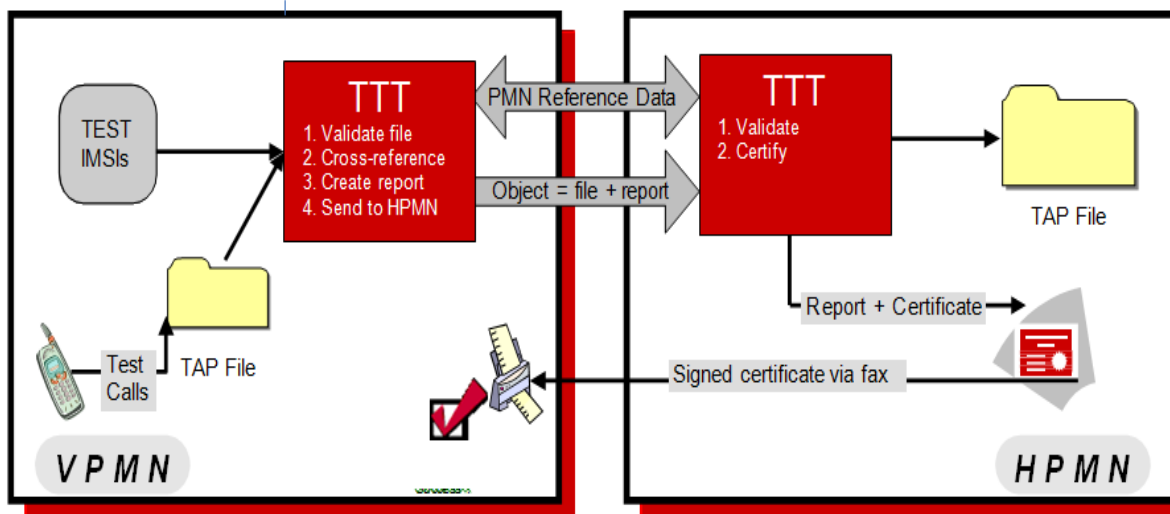 TEST
IMSIs
TTT
1. Validate file
2. Cross-reference
3. Create report
4. Send to HPMN
PMN Reference Data
Object = file + report
TTT
1. Validate
2. Certify
TAP File
Test
Calls
TAP File
Report + Certificate
Signed certificate via fax
VPMN
HPMN